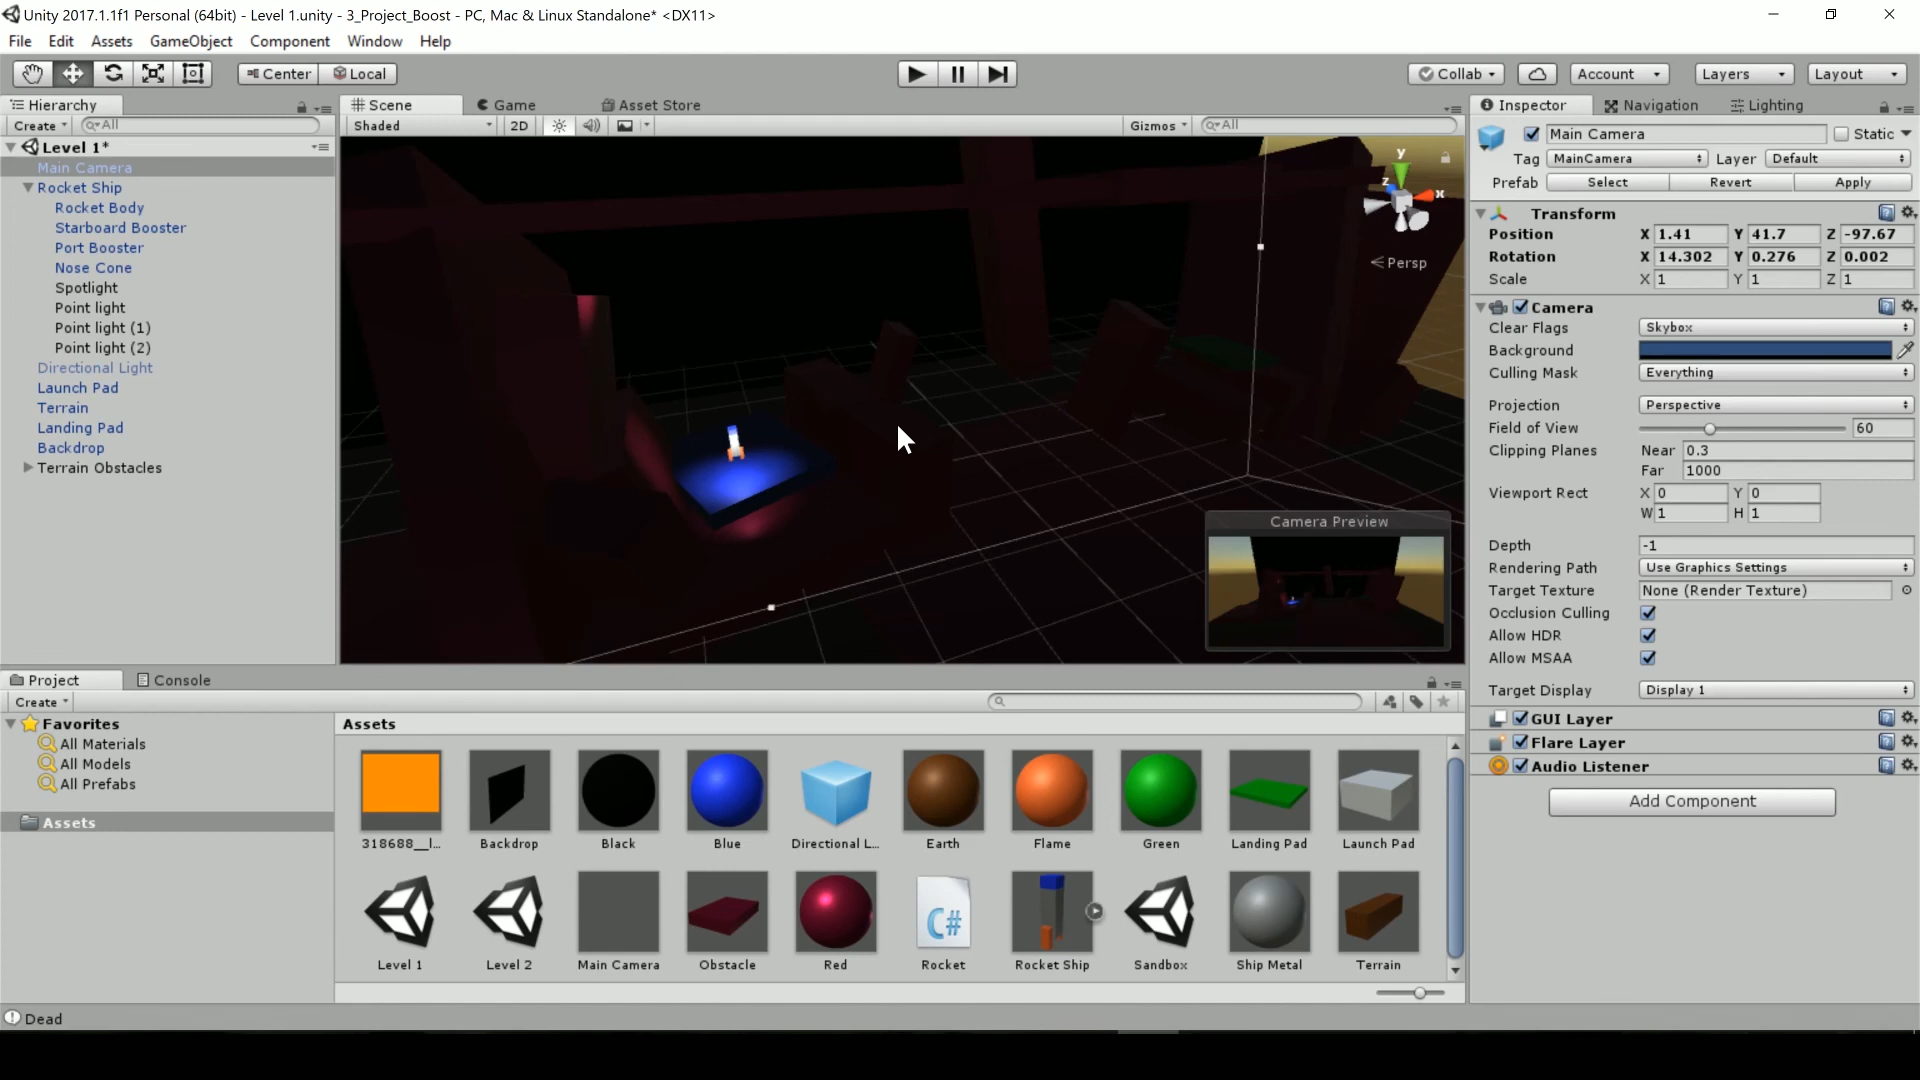 Unity 2017.1.1f1 Personal (64bit) - Level 1.unity - 3_Project_Boost - PC, Mac & Linux Standalone* <DX11>
File Edit Assets GameObject Component Window Help
Center Local Collab Account Layers Layout
Hierarchy
Create All
Level 1*
Main Camera
Rocket Ship
Rocket Body
Starboard Booster
Port Booster
Nose Cone
Spotlight
Point light
Point light (1)
Point light (2)
Directional Light
Launch Pad
Terrain
Landing Pad
Backdrop
Terrain Obstacles
Scene Game Asset Store
Shaded 2D Gizmos All
y
z x
Persp
Camera Preview
Inspector Navigation Lighting
Main Camera Static
Tag MainCamera Layer Default
Prefab Select Revert Apply
Transform
Position X 1.41 Y 41.7 Z -97.67
Rotation X 14.302 Y 0.276 Z 0.002
Scale X 1 Y 1 Z 1
Camera
Clear Flags Skybox
Background
Culling Mask Everything
Projection Perspective
Field of View 60
Clipping Planes Near 0.3
Far 1000
Viewport Rect X 0 Y 0
W 1 H 1
Depth -1
Rendering Path Use Graphics Settings
Target Texture None (Render Texture)
Occlusion Culling
Allow HDR
Allow MSAA
Target Display Display 1
GUI Layer
Flare Layer
Audio Listener
Add Component
Project Console
Create
Favorites
All Materials
All Models
All Prefabs
Assets
Assets
318688__l... Backdrop Black Blue Directional L... Earth Flame Green Landing Pad Launch Pad
C#
Level 1 Level 2 Main Camera Obstacle Red Rocket Rocket Ship Sandbox Ship Metal Terrain
Dead